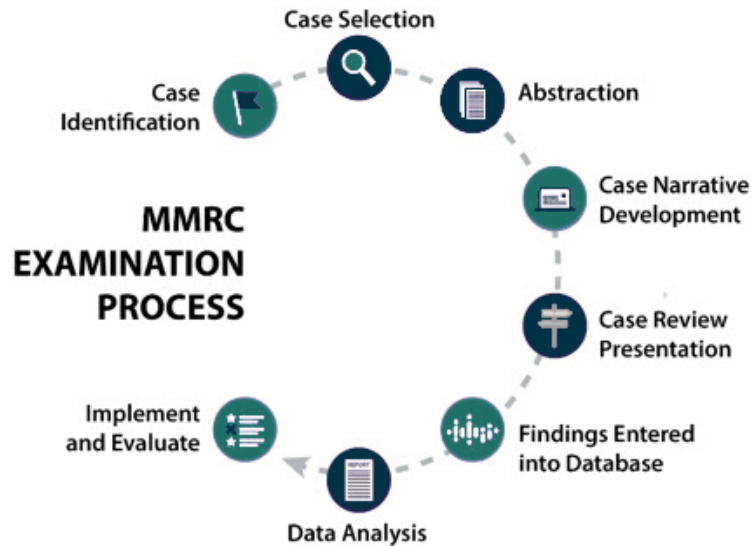 Case Selection
Case
Identification
Abstraction
Case Narrative
Development
MMRC
EXAMINATION
PROCESS
Case Review
Presentation
Implement
and Evaluate
Findings Entered
into Database
REPORT
Data Analysis